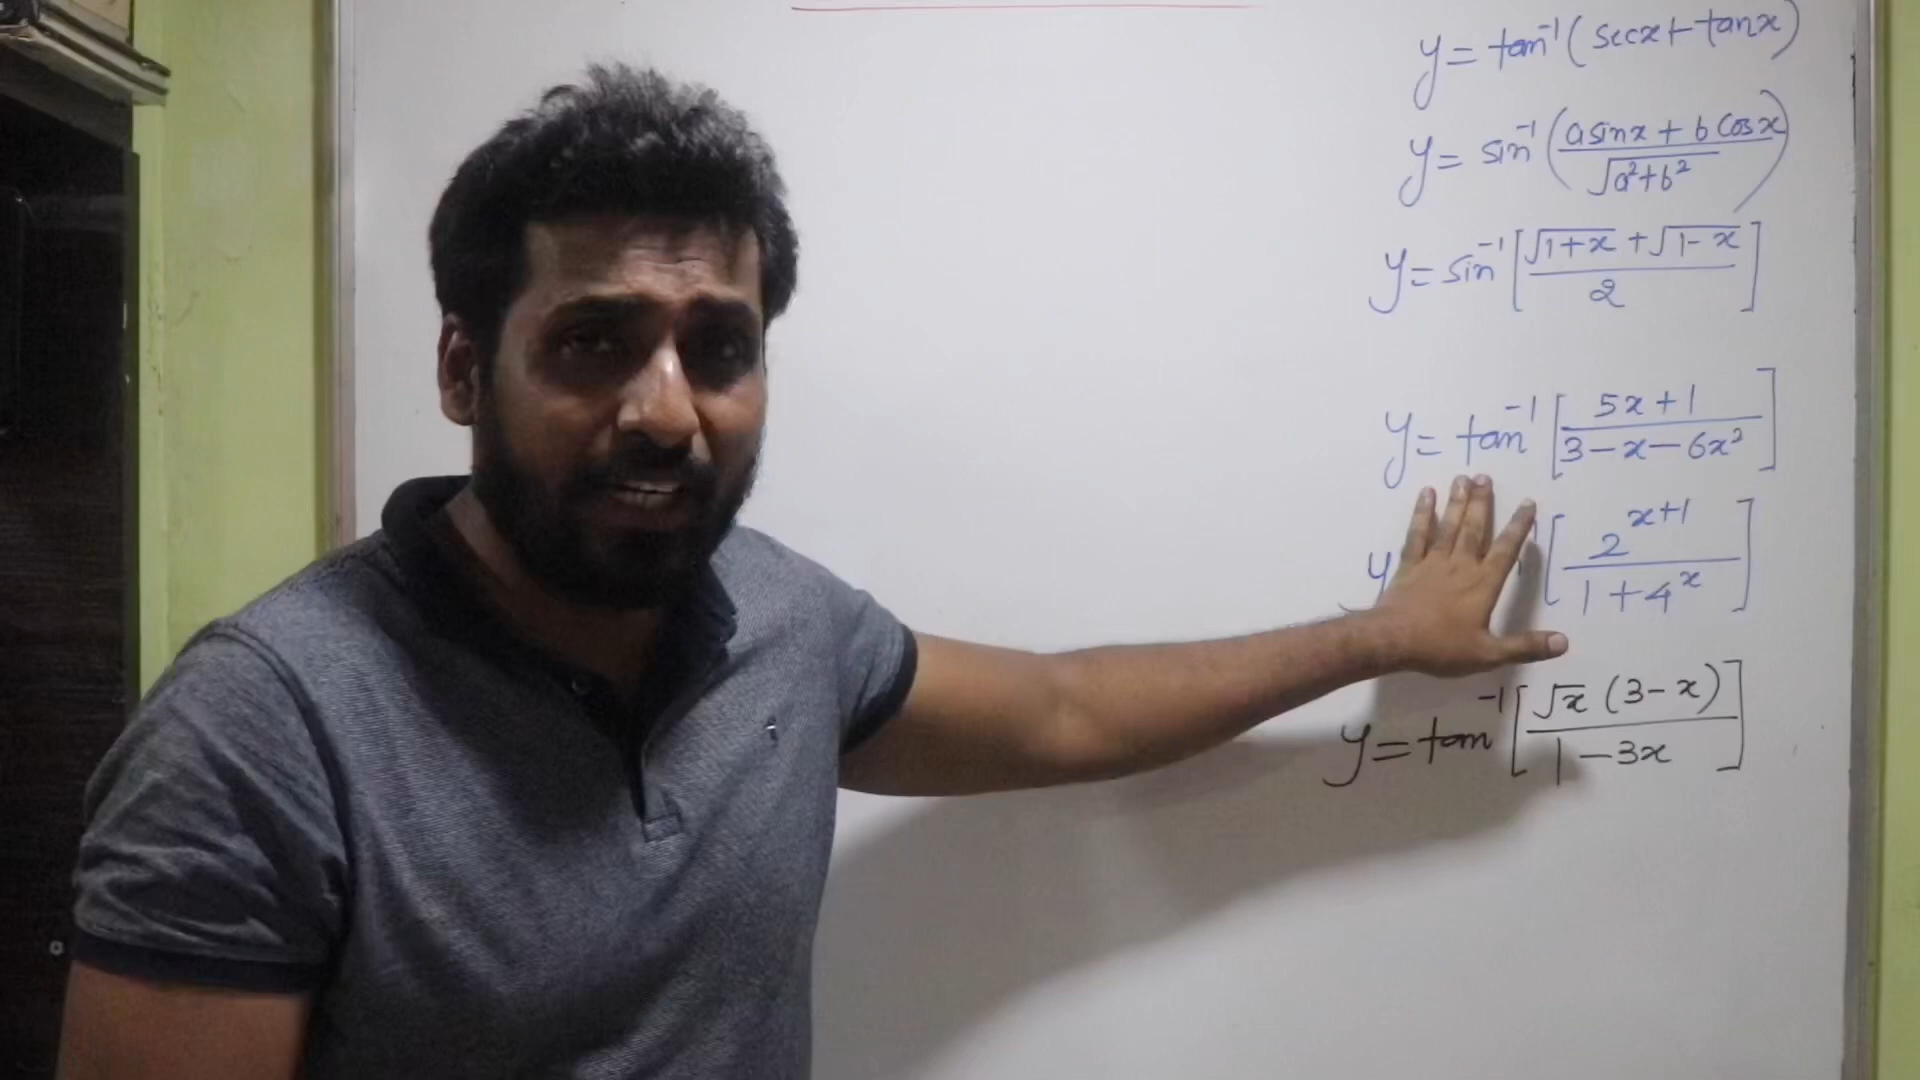 y = tan⁻¹ (secx + tanx)
y = sin⁻¹ (asinx + b cosx / √a²+b²)
y = sin⁻¹ [√1+x + √1-x / 2]
y = tan⁻¹ [5x+1 / 3-x-6x²]
y [2^(x+1) / 1+4^x]
y = tan⁻¹ [√x (3-x) / 1-3x]